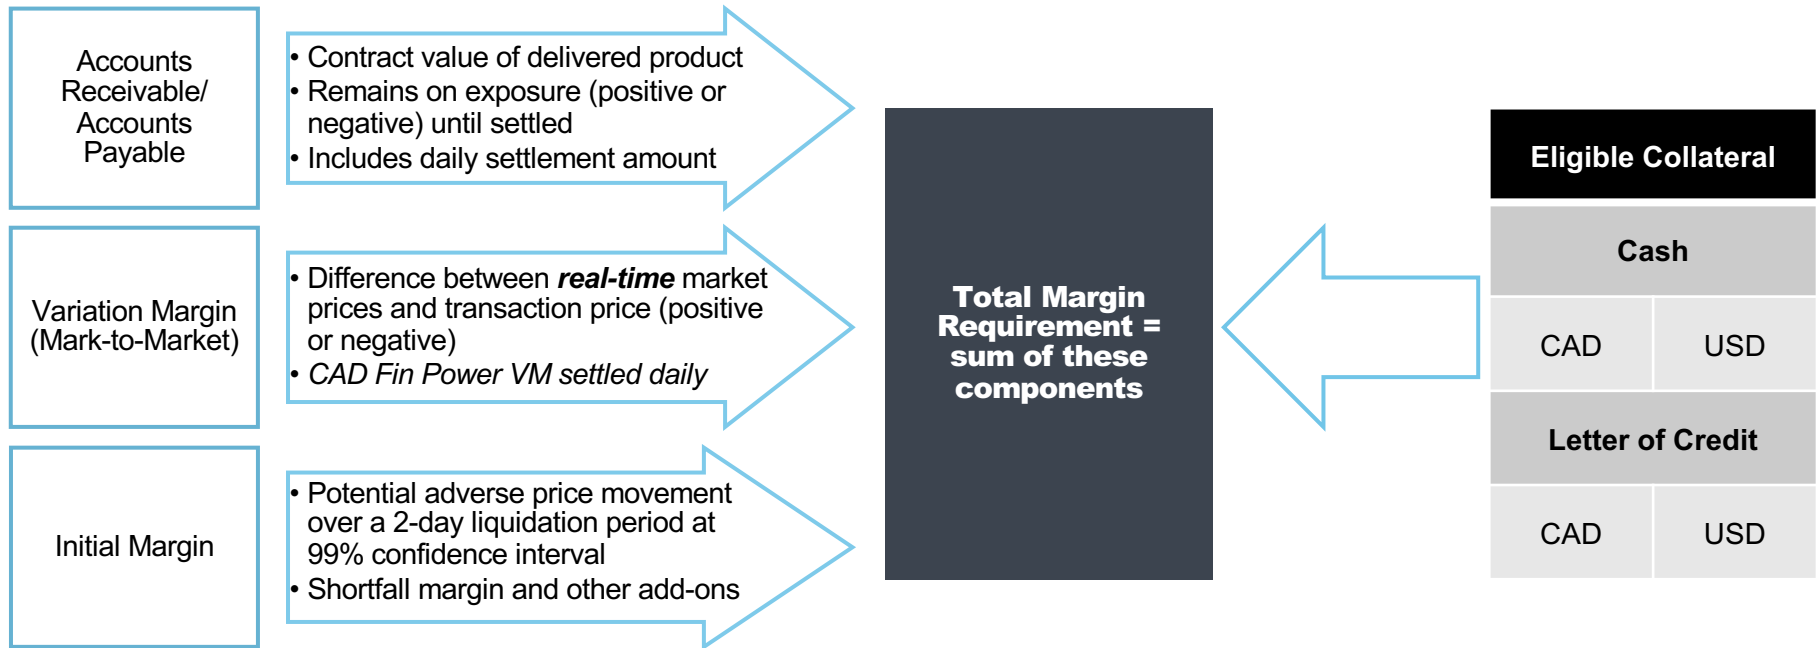 Accounts
Receivable/
Accounts
Payable
• Contract value of delivered product
• Remains on exposure (positive or
negative) until settled
• Includes daily settlement amount
Variation Margin
(Mark-to-Market)
• Difference between real-time market
prices and transaction price (positive
or negative)
• CAD Fin Power VM settled daily
Initial Margin
• Potential adverse price movement
over a 2-day liquidation period at
99% confidence interval
• Shortfall margin and other add-ons
Total Margin
Requirement =
sum of these
components
Eligible Collateral
Cash
CAD USD
Letter of Credit
CAD USD